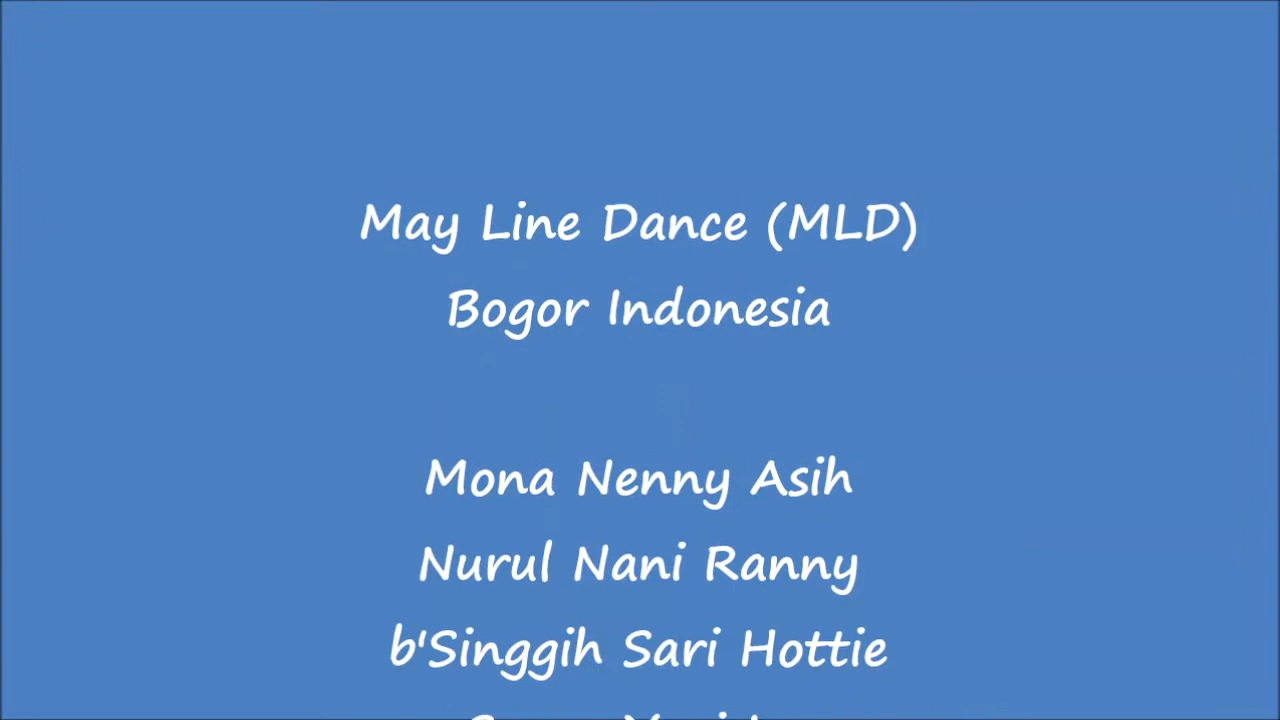 May Line Dance (MLD)
Bogor Indonesia
Mona Nenny Asih
Nurul Nani Ranny
b'Singgih Sari Hottie